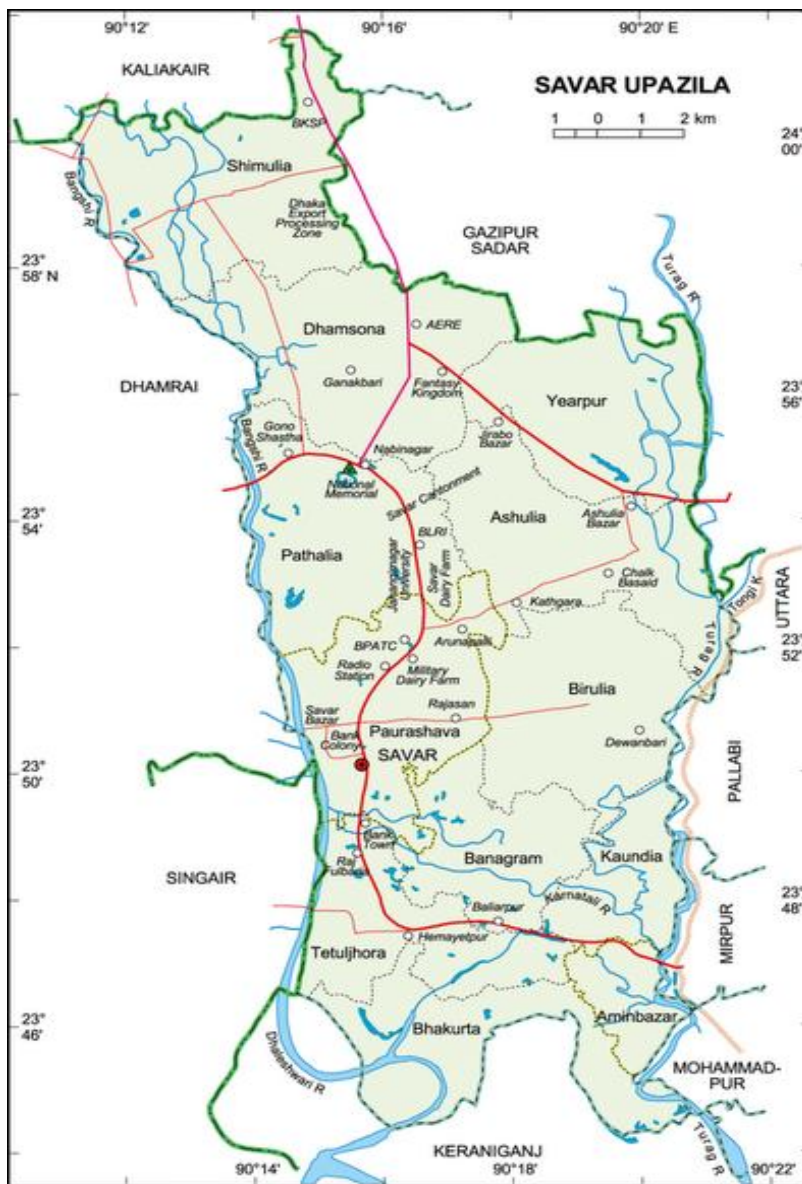 90°12'
90°16'
90°20' E
KALIAKAIR
SAVAR UPAZILA
1 0 1 2 km
BKSP
24°
00'
Shimulia
Bangshi R
Dhaka
Export
Processing
Zone
GAZIPUR
SADAR
Turag R
23°
58' N
Dhamsona
AERE
DHAMRAI
Ganakbari
Fantasy
Kingdom
Yearpur
23°
56'
Gono
Shastha
Jirabo
Bazar
Bangshi R
Nabinagar
National
Memorial
Savar Cantonment
23°
54'
Ashulia
Ashulia
Bazar
BLRI
Pathalia
Jahangirnagar
University
Savar
Dairy Farm
Chalk
Basaid
Kathgara
Tongi K
UTTARA
BPATC
Arunapalli
Turag R
23°
52'
Radio
Station
Military
Dairy Farm
Birulia
Savar
Bazar
Rajasan
Paurashava
Bank
Colony
Dewanbari
SAVAR
23°
50'
PALLABI
Bank
Town
Banagram
Kaundia
Raj
Fulbaria
SINGAIR
Karnatali R
23°
48'
Baliarpur
Hemayetpur
MIRPUR
Tetuljhora
23°
46'
Bhakurta
Aminbazar
Dhaleshwari R
MOHAMMAD-
PUR
KERANIGANJ
Turag R
90°14'
90°18'
90°22'